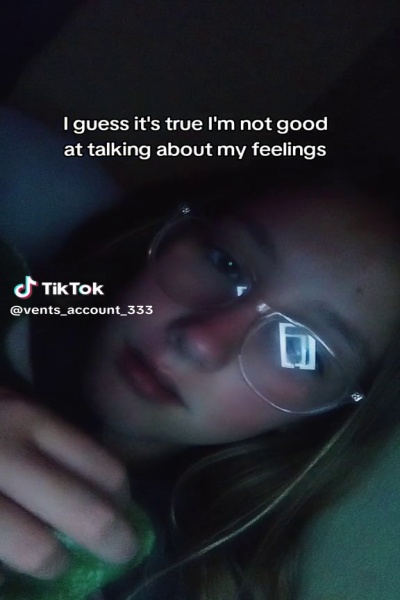 I guess it's true I'm not good
at talking about my feelings
TikTok
@vents_account_333